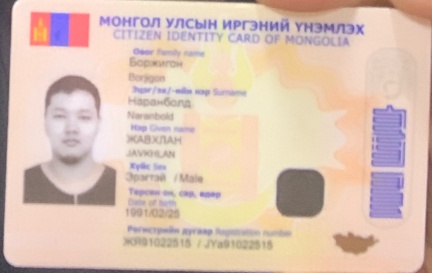 МОНГОЛ УЛСЫН ИРГЭНИЙ ҮНЭМЛЭХ
CITIZEN IDENTITY CARD OF MONGOLIA
Овог Family name
Боржигон
Borjigon
Эцэг/эх/-ийн нэр Surname
Наранболд
Naranbold
Нэр Given name
ЖАВХЛАН
JAVKHLAN
Хүйс Sex
Эрэгтэй / Male
Төрсөн он, сар, өдөр
Date of birth
1991/02/25
Регистрийн дугаар Registration number
ЖЯ91022515 / JYa91022515